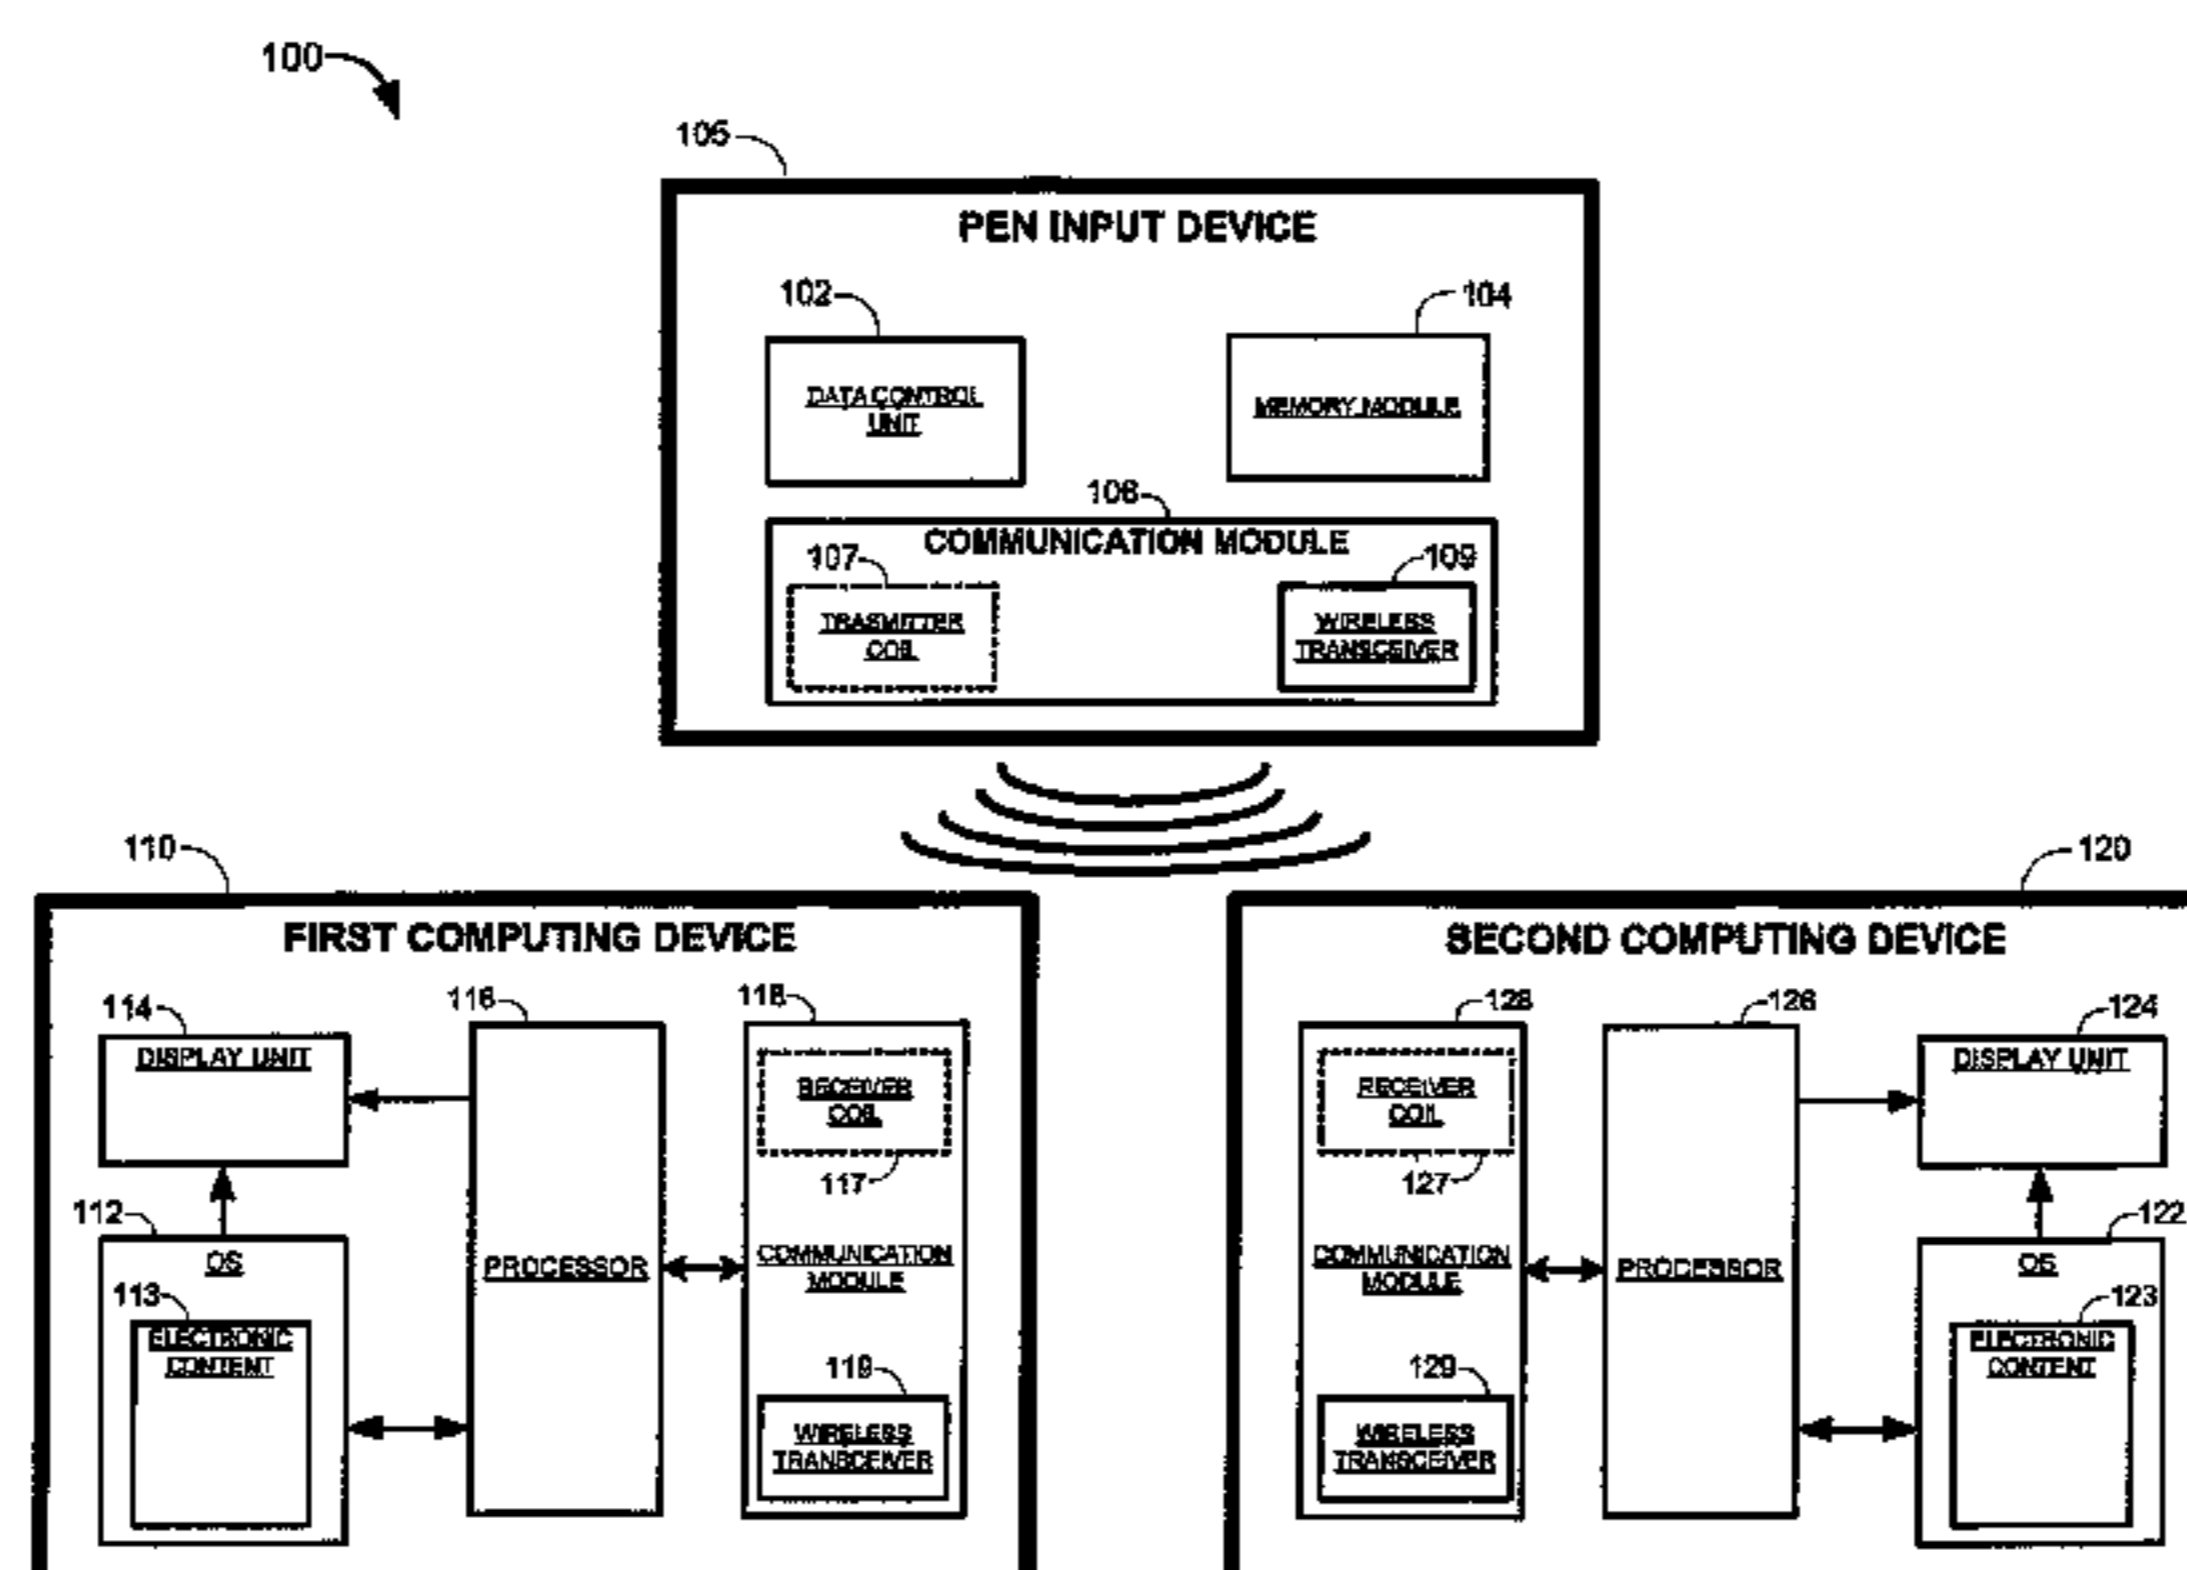 100
105
PEN INPUT DEVICE
102
104
DATA CONTROL
UNIT
MEMORY MODULE
106
COMMUNICATION MODULE
107
109
TRASMITTER
COIL
WIRELESS
TRANSCEIVER
110
120
FIRST COMPUTING DEVICE
114
116
118
DISPLAY UNIT
RECEIVER
COIL
117
112
OS
PROCESSOR
COMMUNICATION
MODULE
113
ELECTRONIC
CONTENT
119
WIRELESS
TRANSCEIVER
SECOND COMPUTING DEVICE
128
126
124
RECEIVER
COIL
DISPLAY UNIT
127
122
COMMUNICATION
MODULE
PROCESSOR
OS
123
ELECTRONIC
CONTENT
129
WIRELESS
TRANSCEIVER